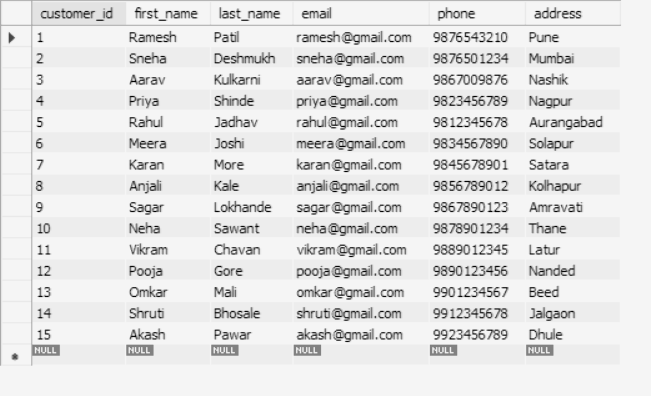 customer_id first_name last_name email phone address
1 Ramesh Patil ramesh@gmail.com 9876543210 Pune
2 Sneha Deshmukh sneha@gmail.com 9876501234 Mumbai
3 Aarav Kulkarni aarav@gmail.com 9867009876 Nashik
4 Priya Shinde priya@gmail.com 9823456789 Nagpur
5 Rahul Jadhav rahul@gmail.com 9812345678 Aurangabad
6 Meera Joshi meera@gmail.com 9834567890 Solapur
7 Karan More karan@gmail.com 9845678901 Satara
8 Anjali Kale anjali@gmail.com 9856789012 Kolhapur
9 Sagar Lokhande sagar@gmail.com 9867890123 Amravati
10 Neha Sawant neha@gmail.com 9878901234 Thane
11 Vikram Chavan vikram@gmail.com 9889012345 Latur
12 Pooja Gore pooja@gmail.com 9890123456 Nanded
13 Omkar Mali omkar@gmail.com 9901234567 Beed
14 Shruti Bhosale shruti@gmail.com 9912345678 Jalgaon
15 Akash Pawar akash@gmail.com 9923456789 Dhule
NULL NULL NULL NULL NULL NULL